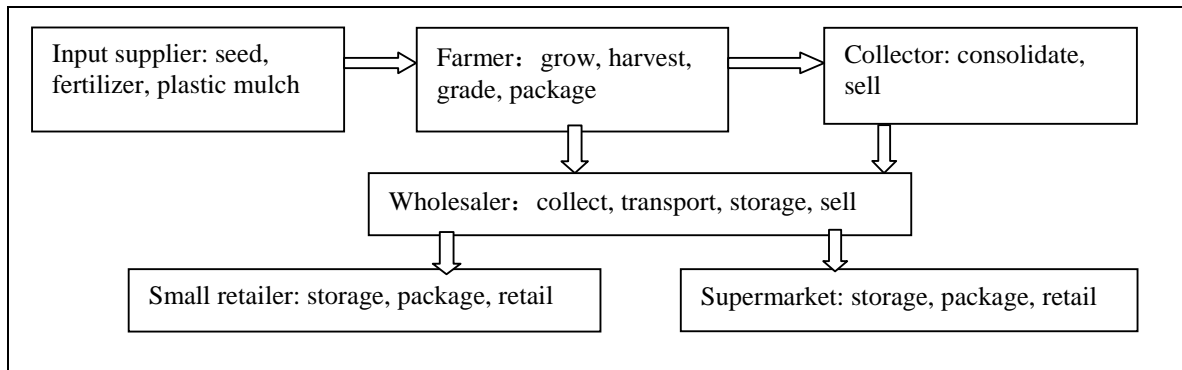 Input supplier: seed,
fertilizer, plastic mulch
Farmer：grow, harvest,
grade, package
Collector: consolidate,
sell
Wholesaler：collect, transport, storage, sell
Small retailer: storage, package, retail
Supermarket: storage, package, retail